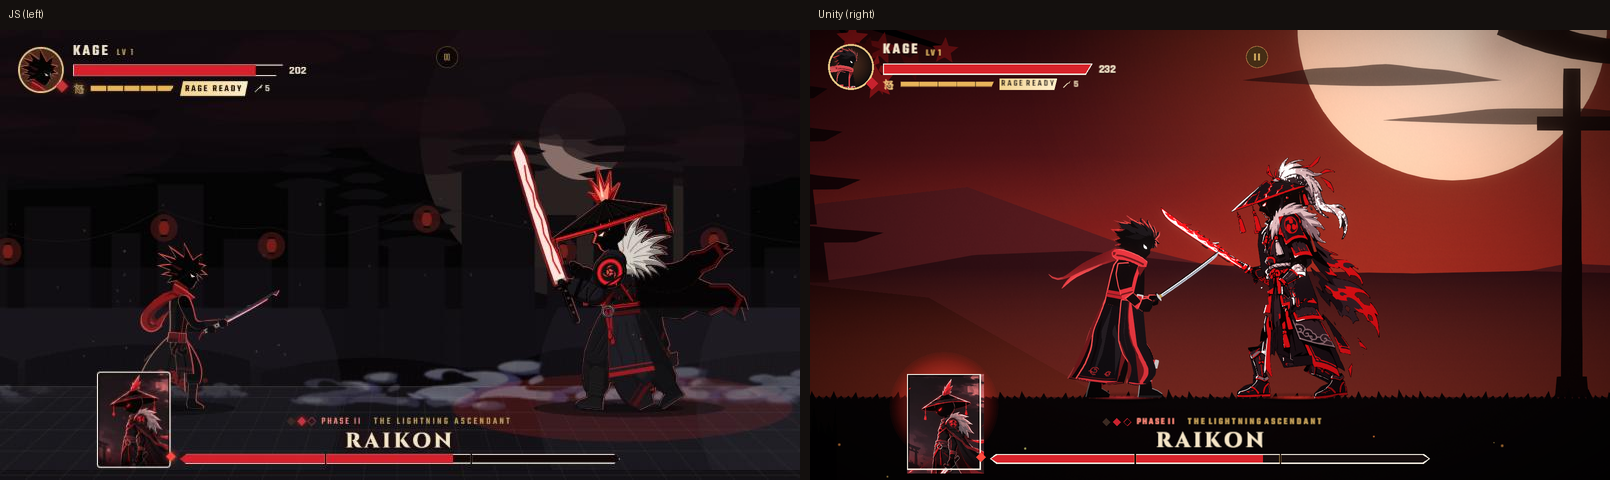 JS (left)
KAGE LV 1
202
RAGE READY 5
PHASE II THE LIGHTNING ASCENDANT
RAIKON
Unity (right)
KAGE LV 1
232
RAGE READY 5
PHASE II THE LIGHTNING ASCENDANT
RAIKON